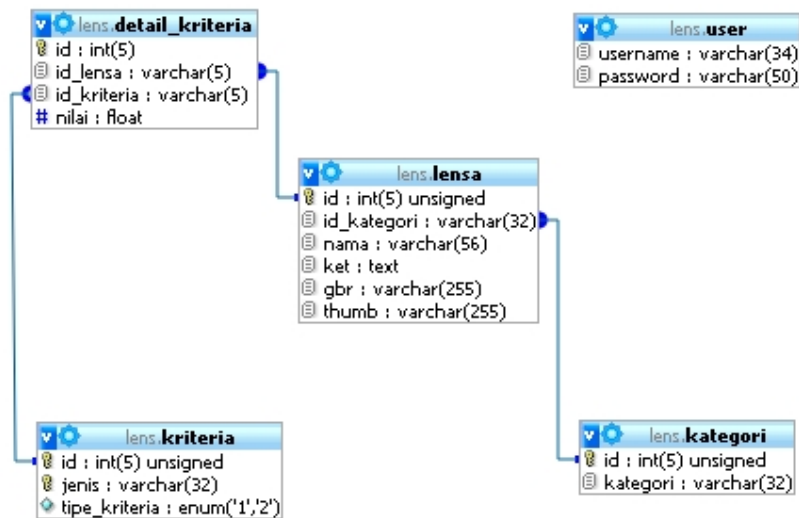 lens.detail_kriteria
id : int(5)
id_lensa : varchar(5)
id_kriteria : varchar(5)
# nilai : float
lens.user
username : varchar(34)
password : varchar(50)
lens.lensa
id : int(5) unsigned
id_kategori : varchar(32)
nama : varchar(56)
ket : text
gbr : varchar(255)
thumb : varchar(255)
lens.kriteria
id : int(5) unsigned
jenis : varchar(32)
tipe_kriteria : enum('1','2')
lens.kategori
id : int(5) unsigned
kategori : varchar(32)